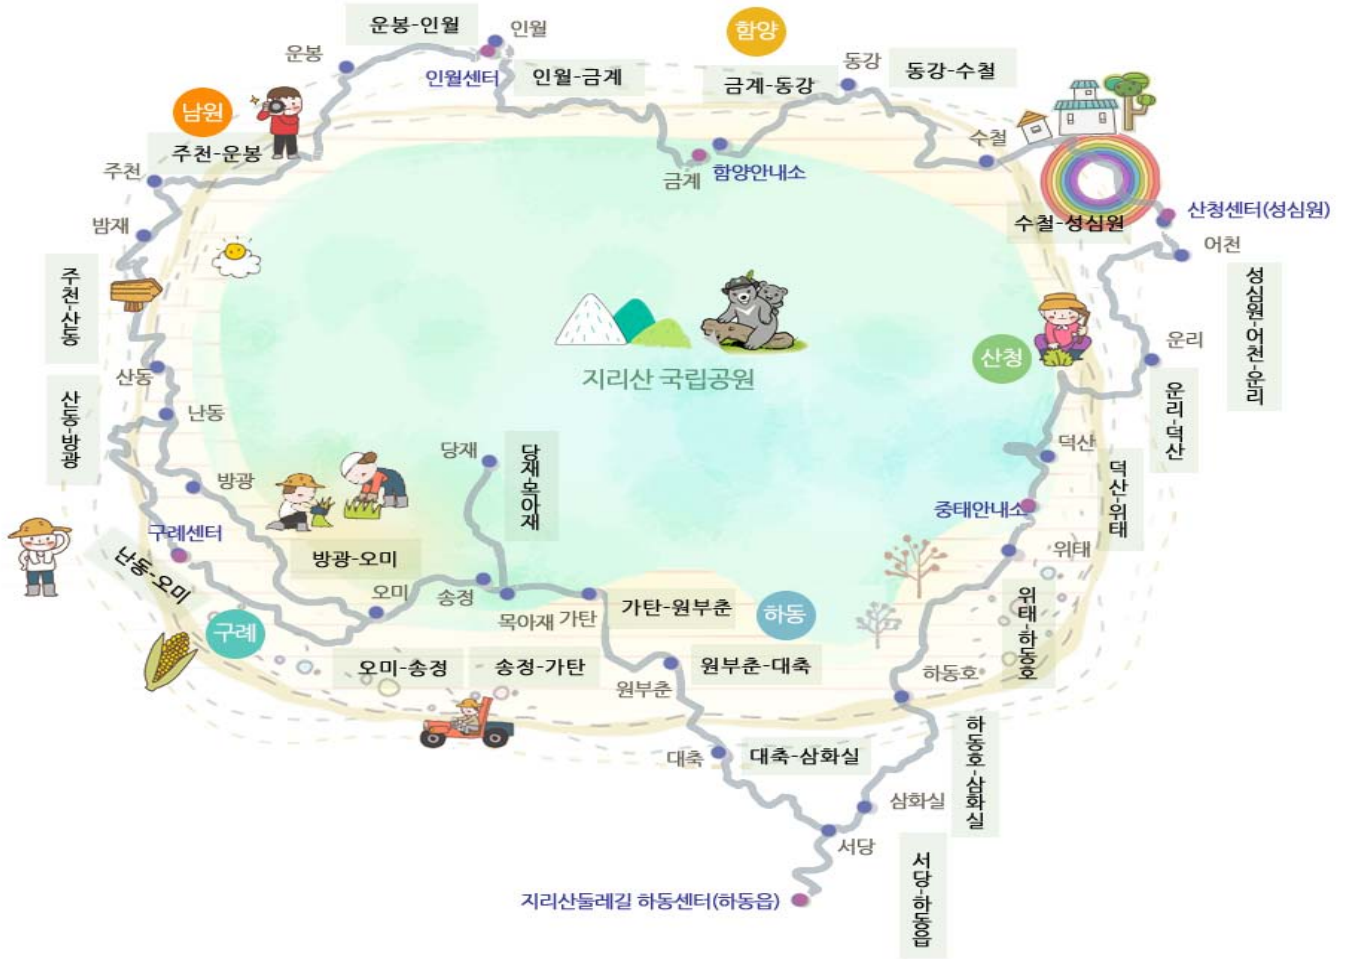 운봉-인월
인월
함양
운봉
인월센터
인월-금계
금계-동강
동강
동강-수철
남원
주천-운봉
수철
주천
금계
함양안내소
산청센터(성심원)
수철-성심원
밤재
어천
주천-산동
성심원-어천-운리
산청
운리
지리산 국립공원
산동
난동
산동-방광
운리-덕산
당재
당재-목아재
덕산
덕산-위태
방광
구례센터
중태안내소
난동-오미
방광-오미
위태
오미
송정
목아재
가탄
가탄-원부춘
하동
위태-하동호
구례
오미-송정
송정-가탄
원부춘
원부춘-대축
하동호
대축
대축-삼화실
하동호-삼화실
삼화실
서당
서당-하동읍
지리산둘레길 하동센터(하동읍)